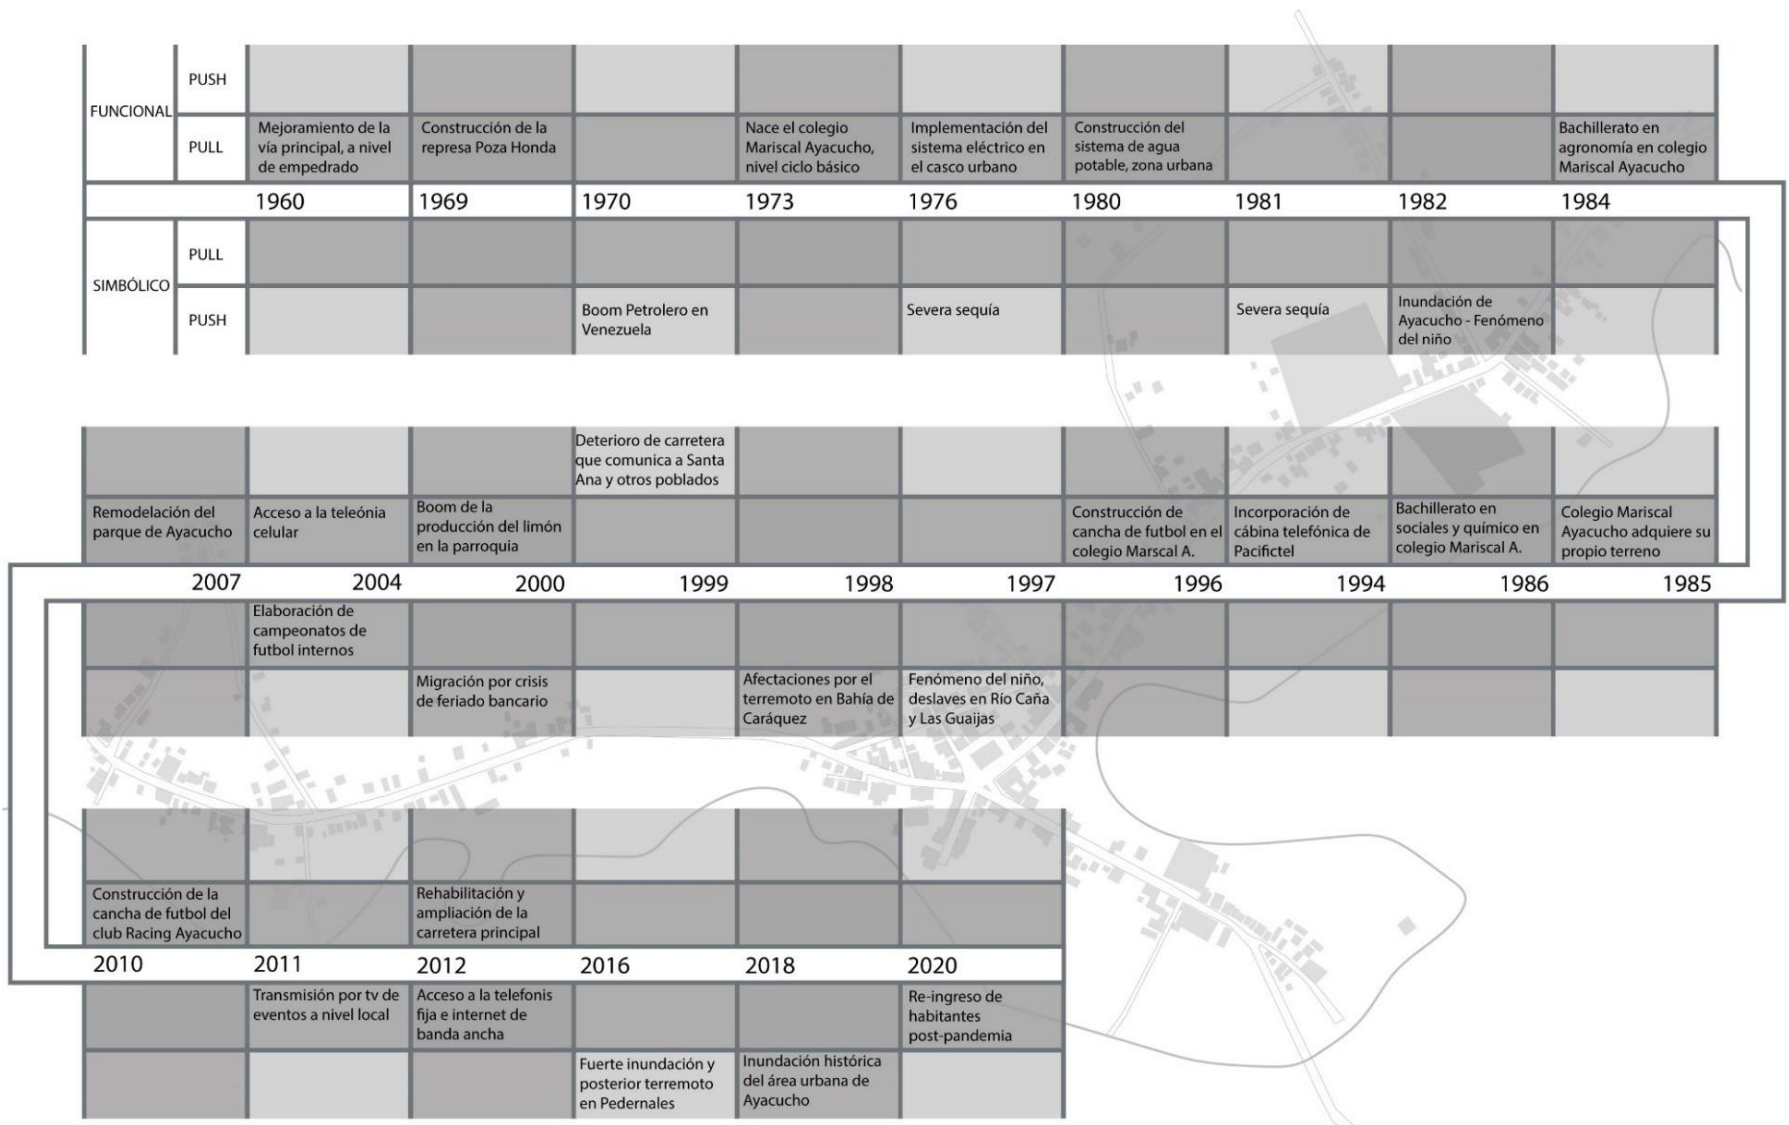 FUNCIONAL
PUSH
PULL
Mejoramiento de la
vía principal, a nivel
de empedrado
Construcción de la
represa Poza Honda
Nace el colegio
Mariscal Ayacucho,
nivel ciclo básico
Implementación del
sistema eléctrico en
el casco urbano
Construcción del
sistema de agua
potable, zona urbana
Bachillerato en
agronomía en colegio
Mariscal Ayacucho
1960
1969
1970
1973
1976
1980
1981
1982
1984
SIMBÓLICO
PULL
PUSH
Boom Petrolero en
Venezuela
Severa sequía
Severa sequía
Inundación de
Ayacucho - Fenómeno
del niño
Deterioro de carretera
que comunica a Santa
Ana y otros poblados
Remodelación del
parque de Ayacucho
Acceso a la teleónia
celular
Boom de la
producción del limón
en la parroquia
Construcción de
cancha de futbol en el
colegio Marscal A.
Incorporación de
cábina telefónica de
Pacifictel
Bachillerato en
sociales y químico en
colegio Mariscal A.
Colegio Mariscal
Ayacucho adquiere su
propio terreno
2007
2004
2000
1999
1998
1997
1996
1994
1986
1985
Elaboración de
campeonatos de
futbol internos
Migración por crisis
de feriado bancario
Afectaciones por el
terremoto en Bahía de
Caráquez
Fenómeno del niño,
deslaves en Río Caña
y Las Guaijas
Construcción de la
cancha de futbol del
club Racing Ayacucho
Rehabilitación y
ampliación de la
carretera principal
2010
2011
2012
2016
2018
2020
Transmisión por tv de
eventos a nivel local
Acceso a la telefonis
fija e internet de
banda ancha
Re-ingreso de
habitantes
post-pandemia
Fuerte inundación y
posterior terremoto
en Pedernales
Inundación histórica
del área urbana de
Ayacucho